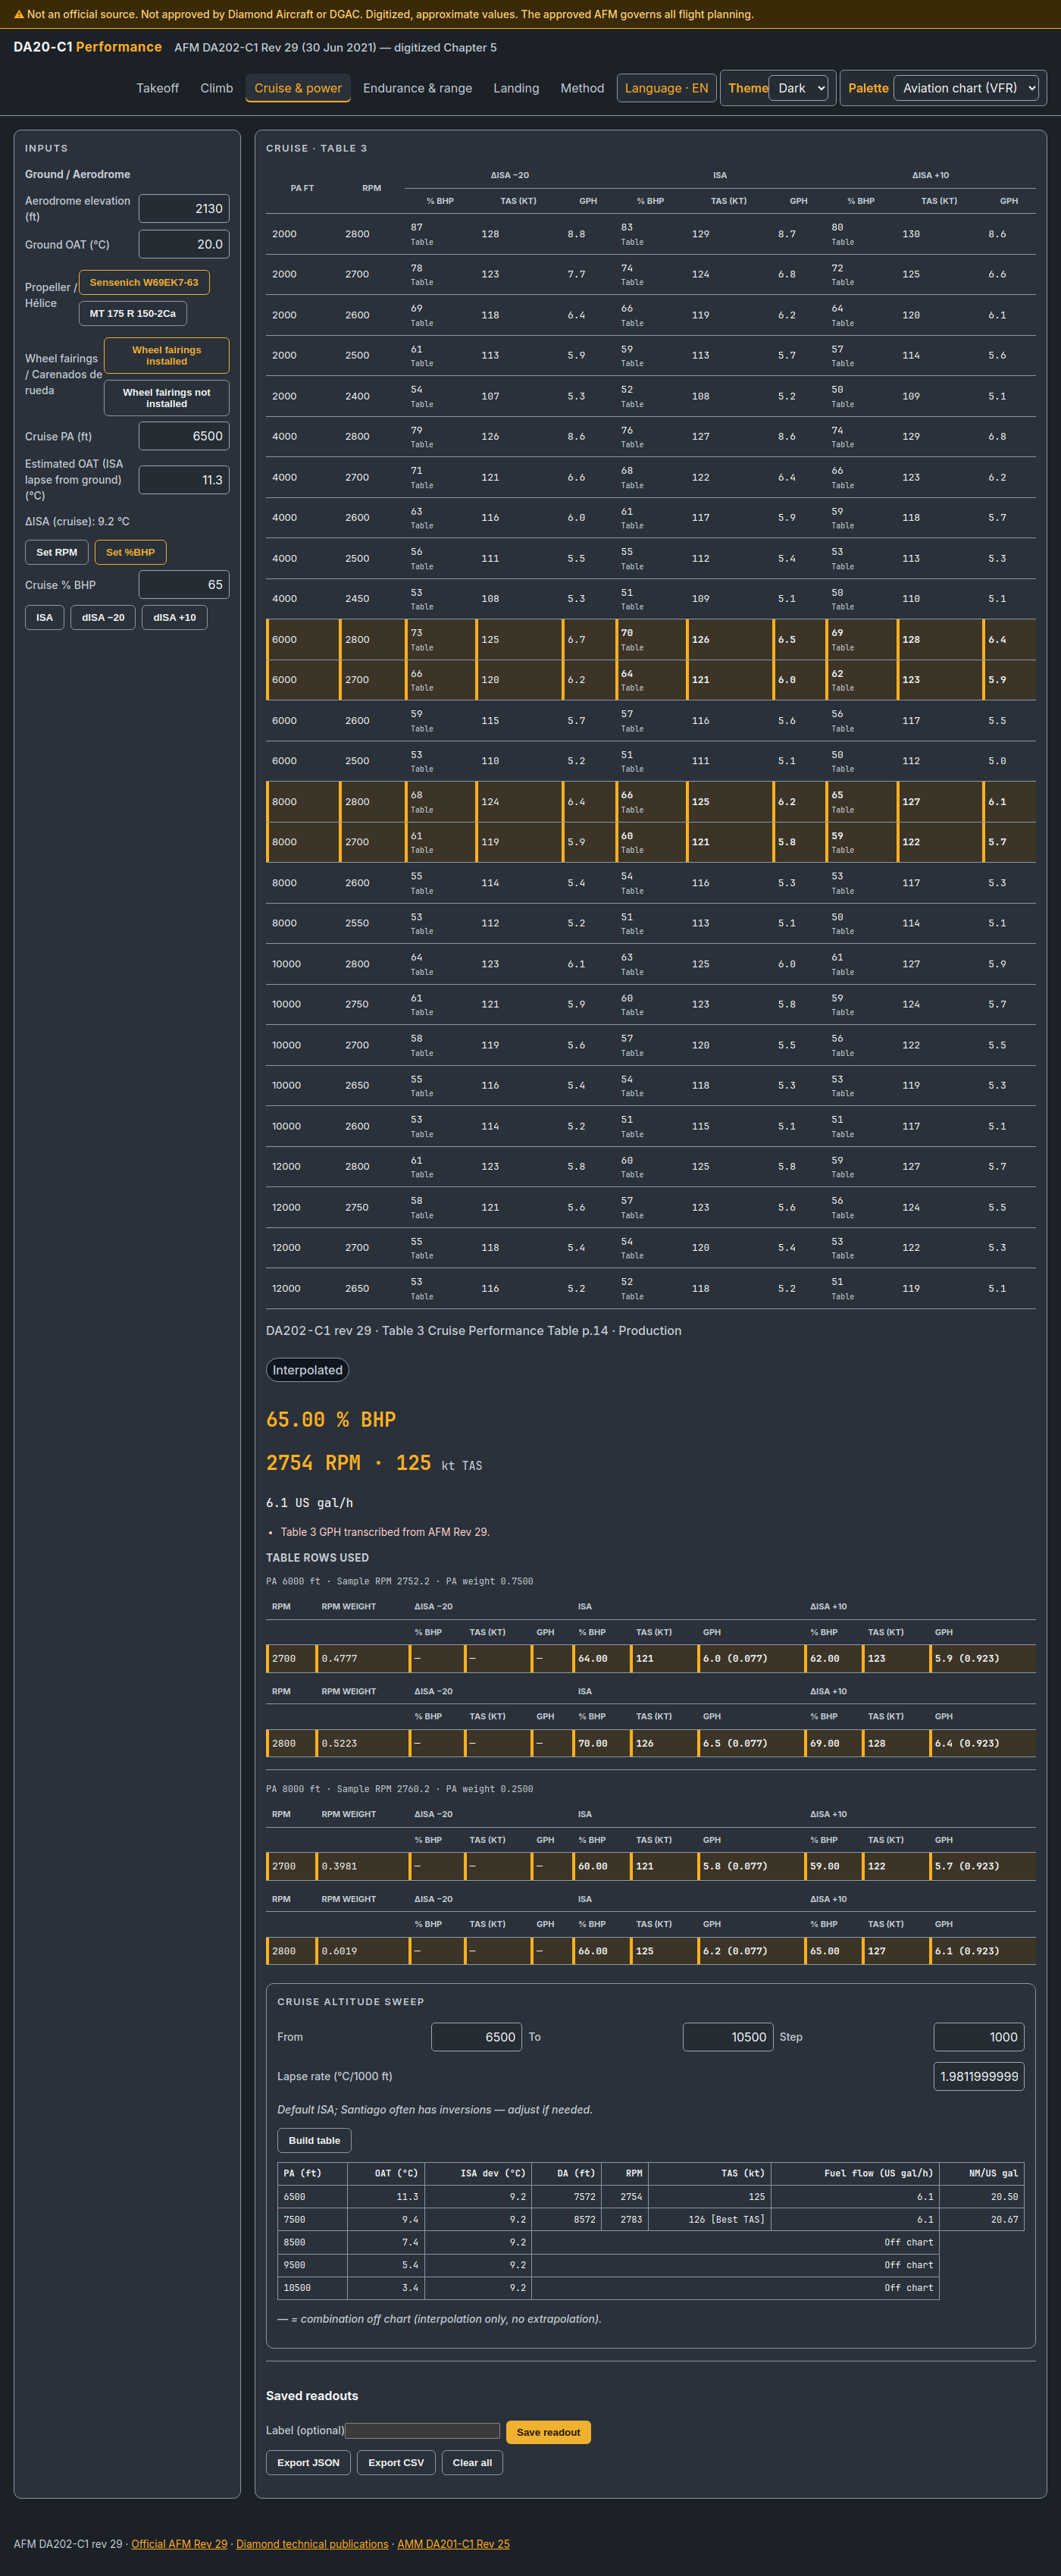 ⚠ Not an official source. Not approved by Diamond Aircraft or DGAC. Digitized, approximate values. The approved AFM governs all flight planning.
DA20-C1 Performance AFM DA202-C1 Rev 29 (30 Jun 2021) — digitized Chapter 5
Takeoff Climb Cruise & power Endurance & range Landing Method Language · EN Theme Dark Palette Aviation chart (VFR)
INPUTS
Ground / Aerodrome
Aerodrome elevation (ft) 2130
Ground OAT (°C) 20.0
Propeller / Hélice
Sensenich W69EK7-63
MT 175 R 150-2Ca
Wheel fairings / Carenados de rueda
Wheel fairings installed
Wheel fairings not installed
Cruise PA (ft) 6500
Estimated OAT (ISA lapse from ground) (°C) 11.3
ΔISA (cruise): 9.2 °C
Set RPM Set %BHP
Cruise % BHP 65
ISA dISA −20 dISA +10
CRUISE · TABLE 3
PA FT RPM ΔISA −20 ISA ΔISA +10
% BHP TAS (KT) GPH % BHP TAS (KT) GPH % BHP TAS (KT) GPH
2000 2800 87 Table 128 8.8 83 Table 129 8.7 80 Table 130 8.6
2000 2700 78 Table 123 7.7 74 Table 124 6.8 72 Table 125 6.6
2000 2600 69 Table 118 6.4 66 Table 119 6.2 64 Table 120 6.1
2000 2500 61 Table 113 5.9 59 Table 113 5.7 57 Table 114 5.6
2000 2400 54 Table 107 5.3 52 Table 108 5.2 50 Table 109 5.1
4000 2800 79 Table 126 8.6 76 Table 127 8.6 74 Table 129 6.8
4000 2700 71 Table 121 6.6 68 Table 122 6.4 66 Table 123 6.2
4000 2600 63 Table 116 6.0 61 Table 117 5.9 59 Table 118 5.7
4000 2500 56 Table 111 5.5 55 Table 112 5.4 53 Table 113 5.3
4000 2450 53 Table 108 5.3 51 Table 109 5.1 50 Table 110 5.1
6000 2800 73 Table 125 6.7 70 Table 126 6.5 69 Table 128 6.4
6000 2700 66 Table 120 6.2 64 Table 121 6.0 62 Table 123 5.9
6000 2600 59 Table 115 5.7 57 Table 116 5.6 56 Table 117 5.5
6000 2500 53 Table 110 5.2 51 Table 111 5.1 50 Table 112 5.0
8000 2800 68 Table 124 6.4 66 Table 125 6.2 65 Table 127 6.1
8000 2700 61 Table 119 5.9 60 Table 121 5.8 59 Table 122 5.7
8000 2600 55 Table 114 5.4 54 Table 116 5.3 53 Table 117 5.3
8000 2550 53 Table 112 5.2 51 Table 113 5.1 50 Table 114 5.1
10000 2800 64 Table 123 6.1 63 Table 125 6.0 61 Table 127 5.9
10000 2750 61 Table 121 5.9 60 Table 123 5.8 59 Table 124 5.7
10000 2700 58 Table 119 5.6 57 Table 120 5.5 56 Table 122 5.5
10000 2650 55 Table 116 5.4 54 Table 118 5.3 53 Table 119 5.3
10000 2600 53 Table 114 5.2 51 Table 115 5.1 51 Table 117 5.1
12000 2800 61 Table 123 5.8 60 Table 125 5.8 59 Table 127 5.7
12000 2750 58 Table 121 5.6 57 Table 123 5.6 56 Table 124 5.5
12000 2700 55 Table 118 5.4 54 Table 120 5.4 53 Table 122 5.3
12000 2650 53 Table 116 5.2 52 Table 118 5.2 51 Table 119 5.1
DA202-C1 rev 29 · Table 3 Cruise Performance Table p.14 · Production
Interpolated
65.00 % BHP
2754 RPM · 125 kt TAS
6.1 US gal/h
• Table 3 GPH transcribed from AFM Rev 29.
TABLE ROWS USED
PA 6000 ft · Sample RPM 2752.2 · PA weight 0.7500
RPM RPM WEIGHT ΔISA −20 ISA ΔISA +10
% BHP TAS (KT) GPH % BHP TAS (KT) GPH % BHP TAS (KT) GPH
2700 0.4777 — — — 64.00 121 6.0 (0.077) 62.00 123 5.9 (0.923)
RPM RPM WEIGHT ΔISA −20 ISA ΔISA +10
% BHP TAS (KT) GPH % BHP TAS (KT) GPH % BHP TAS (KT) GPH
2800 0.5223 — — — 70.00 126 6.5 (0.077) 69.00 128 6.4 (0.923)
PA 8000 ft · Sample RPM 2760.2 · PA weight 0.2500
RPM RPM WEIGHT ΔISA −20 ISA ΔISA +10
% BHP TAS (KT) GPH % BHP TAS (KT) GPH % BHP TAS (KT) GPH
2700 0.3981 — — — 60.00 121 5.8 (0.077) 59.00 122 5.7 (0.923)
RPM RPM WEIGHT ΔISA −20 ISA ΔISA +10
% BHP TAS (KT) GPH % BHP TAS (KT) GPH % BHP TAS (KT) GPH
2800 0.6019 — — — 66.00 125 6.2 (0.077) 65.00 127 6.1 (0.923)
CRUISE ALTITUDE SWEEP
From 6500 To 10500 Step 1000
Lapse rate (°C/1000 ft) 1.9811999999
Default ISA; Santiago often has inversions — adjust if needed.
Build table
PA (ft) OAT (°C) ISA dev (°C) DA (ft) RPM TAS (kt) Fuel flow (US gal/h) NM/US gal
6500 11.3 9.2 7572 2754 125 6.1 20.50
7500 9.4 9.2 8572 2783 126 [Best TAS] 6.1 20.67
8500 7.4 9.2 Off chart
9500 5.4 9.2 Off chart
10500 3.4 9.2 Off chart
— = combination off chart (interpolation only, no extrapolation).
Saved readouts
Label (optional) Save readout
Export JSON Export CSV Clear all
AFM DA202-C1 rev 29 · Official AFM Rev 29 · Diamond technical publications · AMM DA201-C1 Rev 25